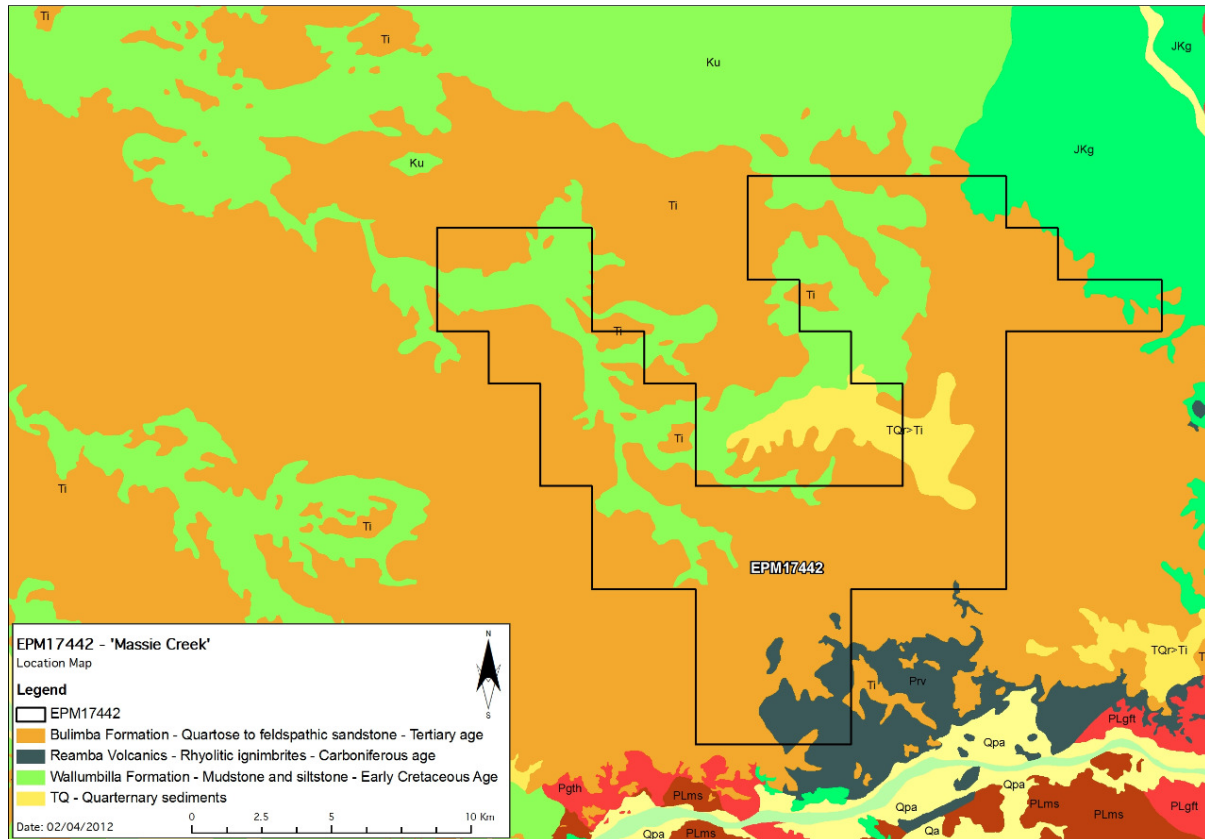 Ti
Ti
Ku
JKg
JKg
Ku
Ti
Ti
Ti
Ti
TQr>Ti
Ti
Ti
EPM17442
TQr>Ti
T
Ti
Prv
PLgft
Qpa
Qpa
Pgth
PLms
Qpa
PLms
PLms
PLgft
Qpa
PLms
Qa
EPM17442 - 'Massie Creek'
Location Map
N
S
Legend
EPM17442
Bulimba Formation - Quartose to feldspathic sandstone - Tertiary age
Reamba Volcanics - Rhyolitic ignimbrites - Carboniferous age
Wallumbilla Formation - Mudstone and siltstone - Early Cretaceous Age
TQ - Quarternary sediments
Date: 02/04/2012
0 2.5 5 10 Km